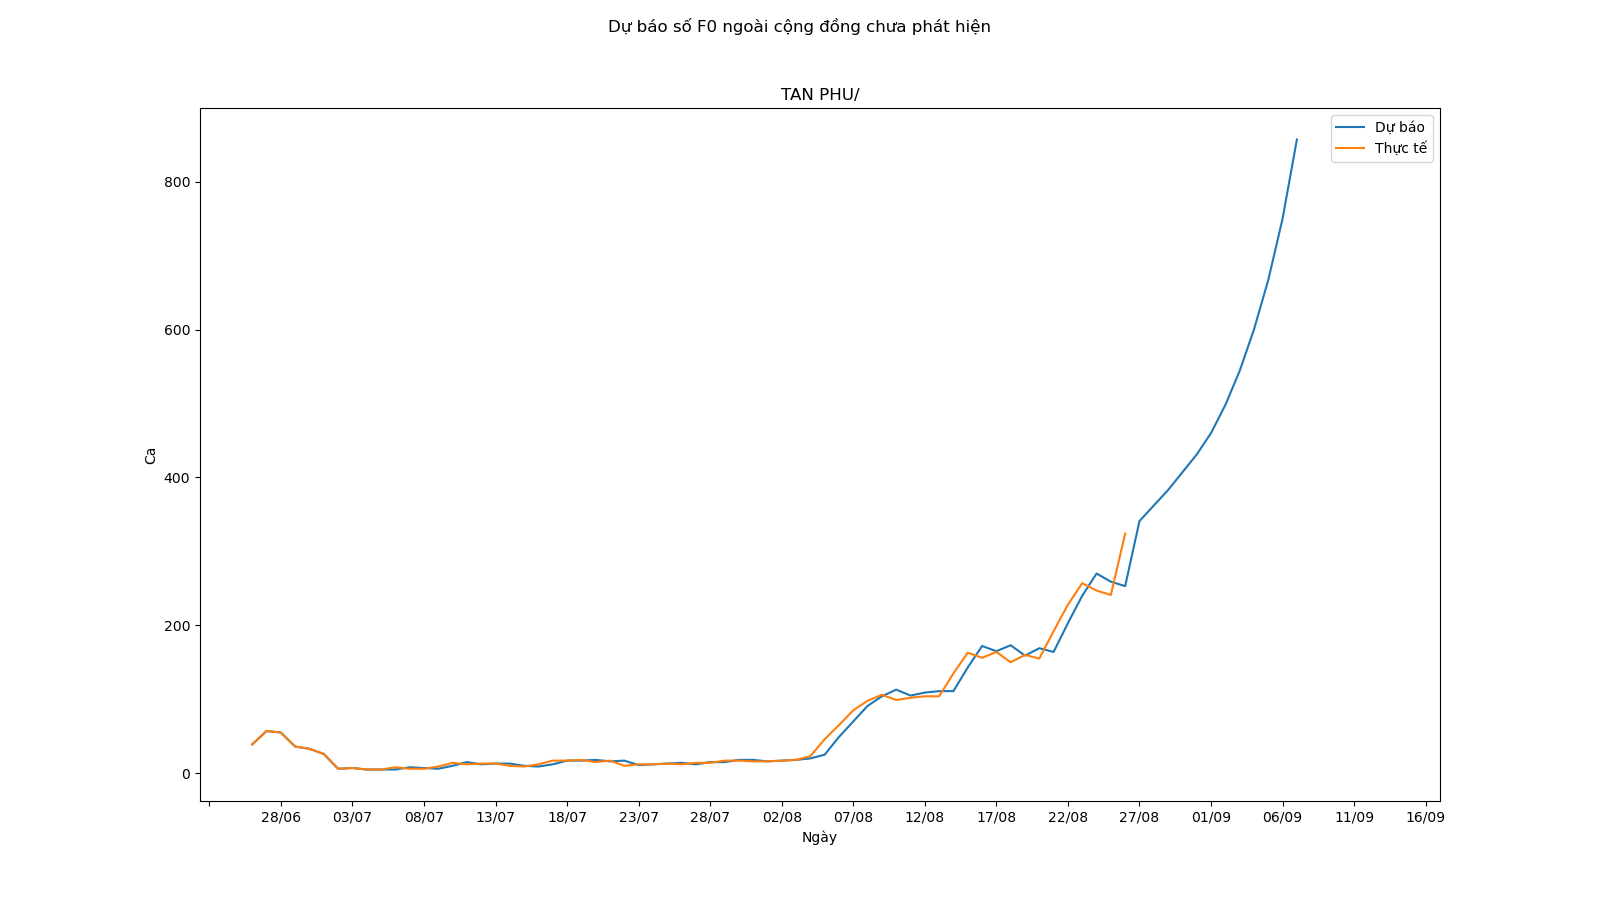 Dự báo số F0 ngoài cộng đồng chưa phát hiện
TAN PHU/
Dự báo
Thực tế
800
600
400
200
0
Ca
28/06 03/07 08/07 13/07 18/07 23/07 28/07 02/08 07/08 12/08 17/08 22/08 27/08 01/09 06/09 11/09 16/09
Ngày